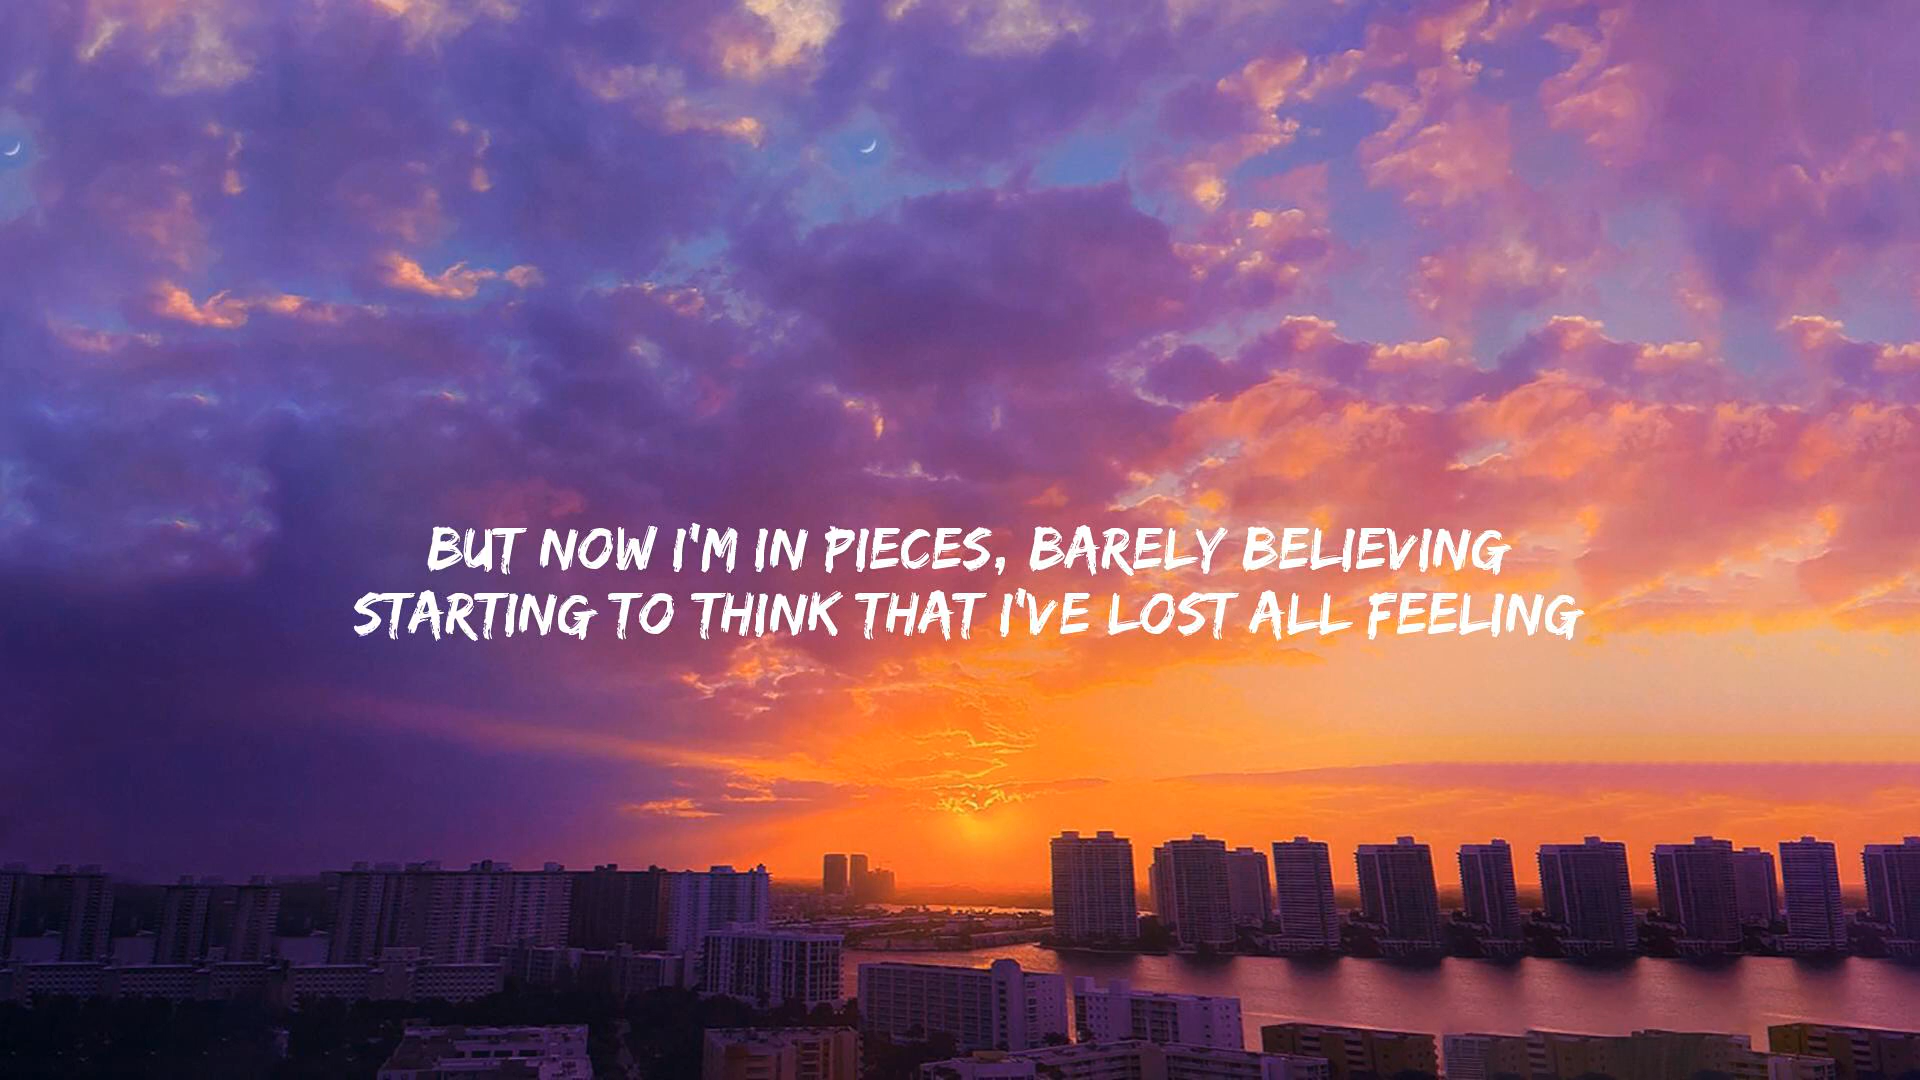 BUT NOW I'M IN PIECES, BARELY BELIEVING
STARTING TO THINK THAT I'VE LOST ALL FEELING